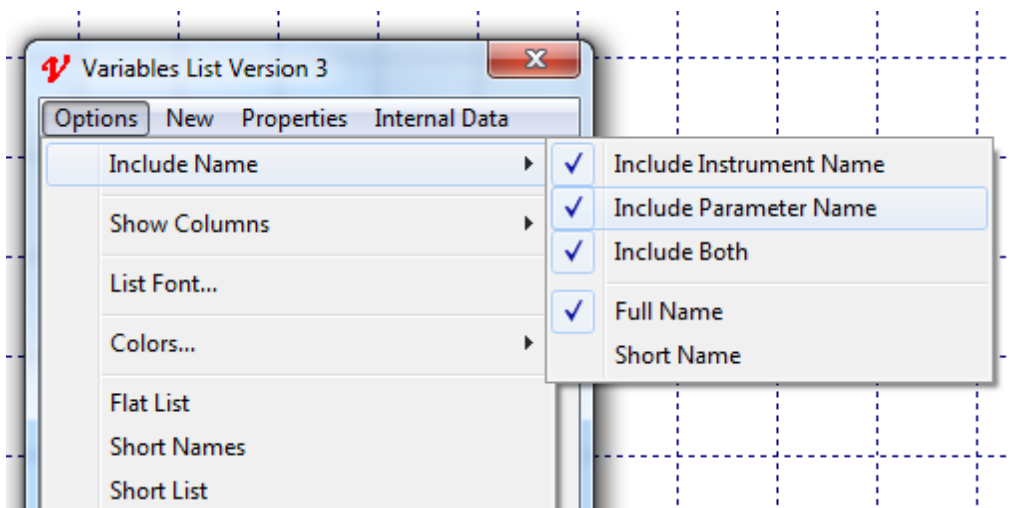 Variables List Version 3
Options New Properties Internal Data
Include Name
Show Columns
List Font...
Colors...
Flat List
Short Names
Short List
Include Instrument Name
Include Parameter Name
Include Both
Full Name
Short Name